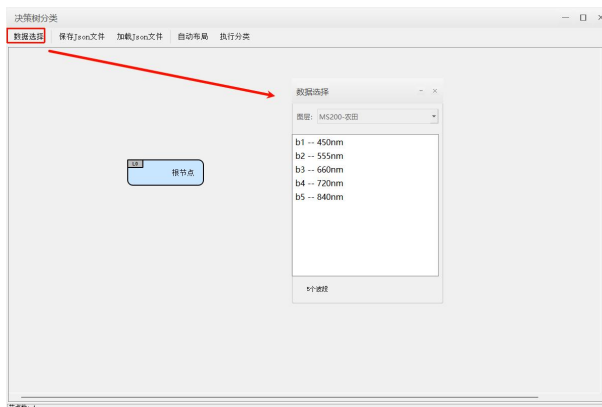 决策树分类
数据选择 保存Json文件 加载Json文件 自动布局 执行分类
数据选择
图层: MS200-农田
b1 -- 450nm
b2 -- 555nm
b3 -- 660nm
b4 -- 720nm
b5 -- 840nm
L0
根节点
5个波段